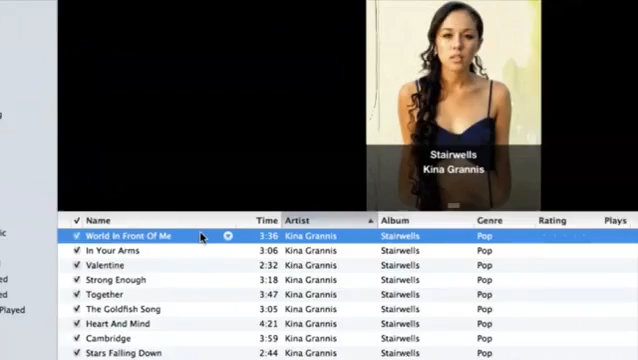 Stairwells
Kina Grannis
✓ Name Time Artist Album Genre Rating Plays
✓ World In Front Of Me 3:36 Kina Grannis Stairwells Pop
✓ In Your Arms 3:06 Kina Grannis Stairwells Pop
✓ Valentine 2:32 Kina Grannis Stairwells Pop
✓ Strong Enough 3:18 Kina Grannis Stairwells Pop
✓ Together 3:47 Kina Grannis Stairwells Pop
✓ The Goldfish Song 3:05 Kina Grannis Stairwells Pop
✓ Heart And Mind 4:21 Kina Grannis Stairwells Pop
✓ Cambridge 3:59 Kina Grannis Stairwells Pop
✓ Stars Falling Down 2:44 Kina Grannis Stairwells Pop
Played